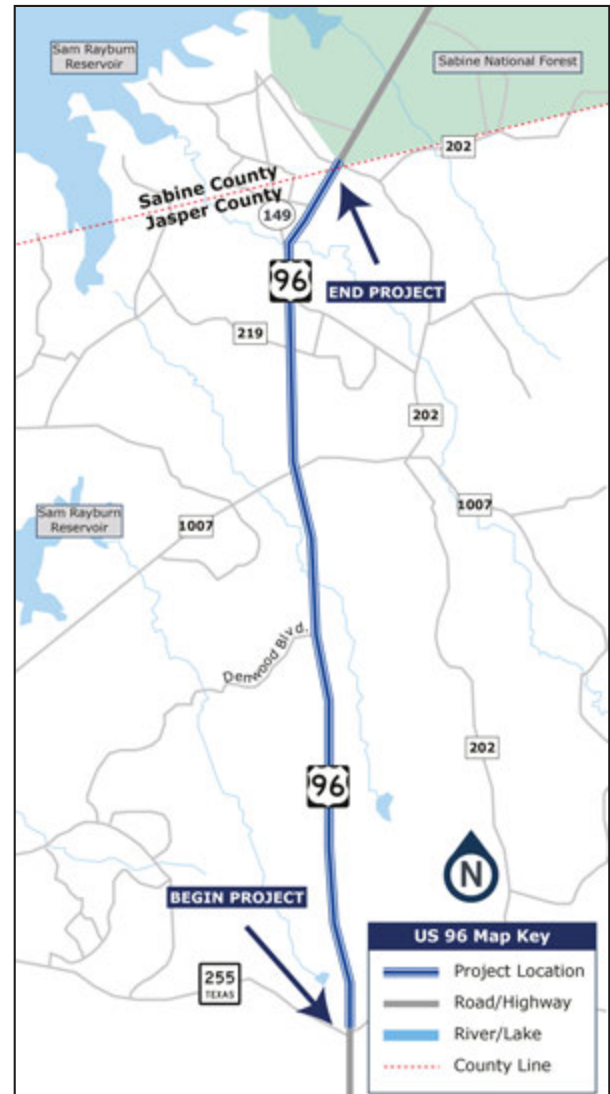 Sam Rayburn
Reservoir
Sabine National Forest
202
Sabine County
Jasper County
149
96
END PROJECT
219
202
Sam Rayburn
Reservoir
1007
1007
Denwood Blvd.
202
96
N
BEGIN PROJECT
255
TEXAS
US 96 Map Key
Project Location
Road/Highway
River/Lake
County Line